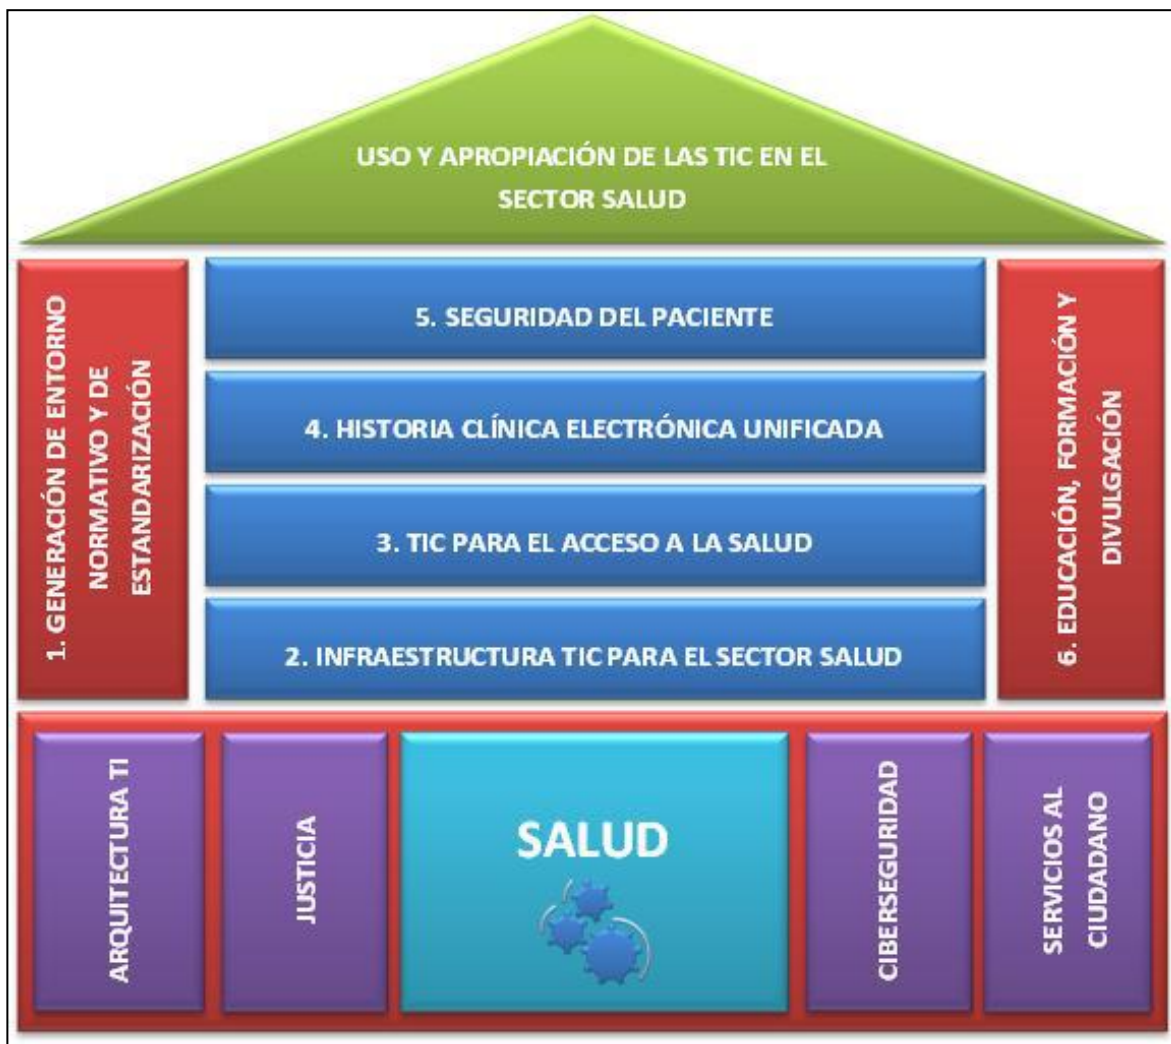 USO Y APROPIACIÓN DE LAS TIC EN EL
SECTOR SALUD
1. GENERACIÓN DE ENTORNO
NORMATIVO Y DE
ESTANDARIZACIÓN
5. SEGURIDAD DEL PACIENTE
4. HISTORIA CLÍNICA ELECTRÓNICA UNIFICADA
3. TIC PARA EL ACCESO A LA SALUD
2. INFRAESTRUCTURA TIC PARA EL SECTOR SALUD
6. EDUCACIÓN, FORMACIÓN Y
DIVULGACIÓN
ARQUITECTURA TI
JUSTICIA
SALUD
CIBERSEGURIDAD
SERVICIOS AL
CIUDADANO